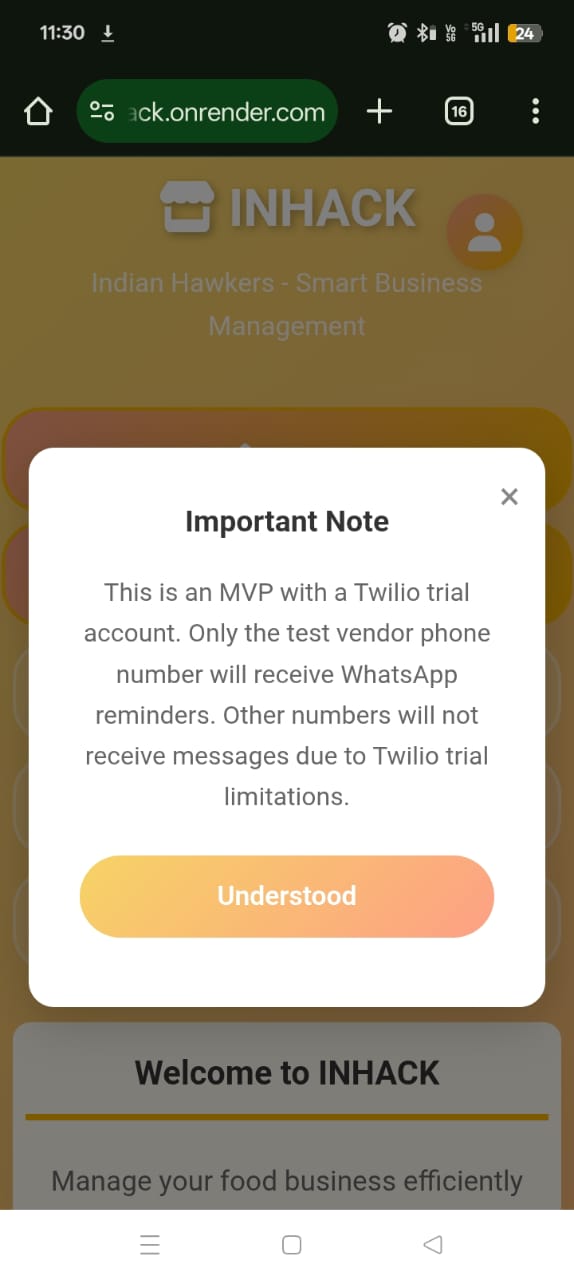 11:30
Vo
5G
5G
24
ack.onrender.com
16
INHACK
Indian Hawkers - Smart Business
Management
×
Important Note
This is an MVP with a Twilio trial
account. Only the test vendor phone
number will receive WhatsApp
reminders. Other numbers will not
receive messages due to Twilio trial
limitations.
Understood
Welcome to INHACK
Manage your food business efficiently